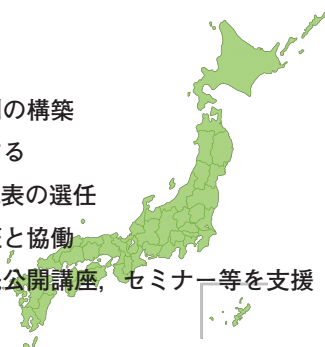 の構築
る
表の選任
と協働
公開講座，セミナー等を支援